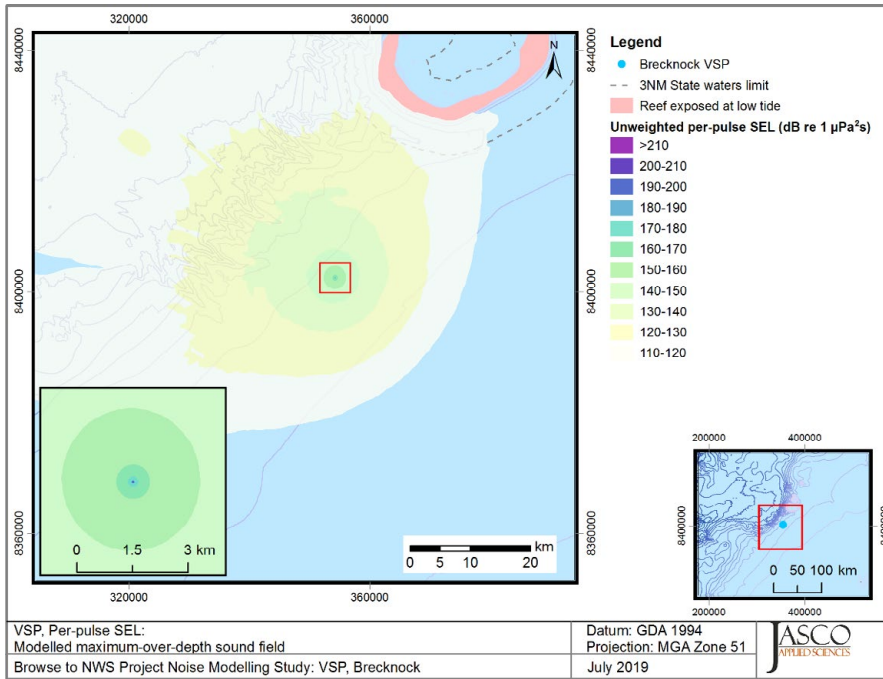 320000
360000
8440000
8440000
N
8400000
8400000
8360000
8360000
0
1.5
3 km
km
0
5
10
20
320000
360000
Legend
Brecknock VSP
3NM State waters limit
Reef exposed at low tide
Unweighted per-pulse SEL (dB re 1 µPa²s)
>210
200-210
190-200
180-190
170-180
160-170
150-160
140-150
130-140
120-130
110-120
200000
400000
8400000
8400000
0
50 100 km
200000
400000
VSP, Per-pulse SEL:
Modelled maximum-over-depth sound field
Browse to NWS Project Noise Modelling Study: VSP, Brecknock
Datum: GDA 1994
Projection: MGA Zone 51
July 2019
JASCO
APPLIED SCIENCES